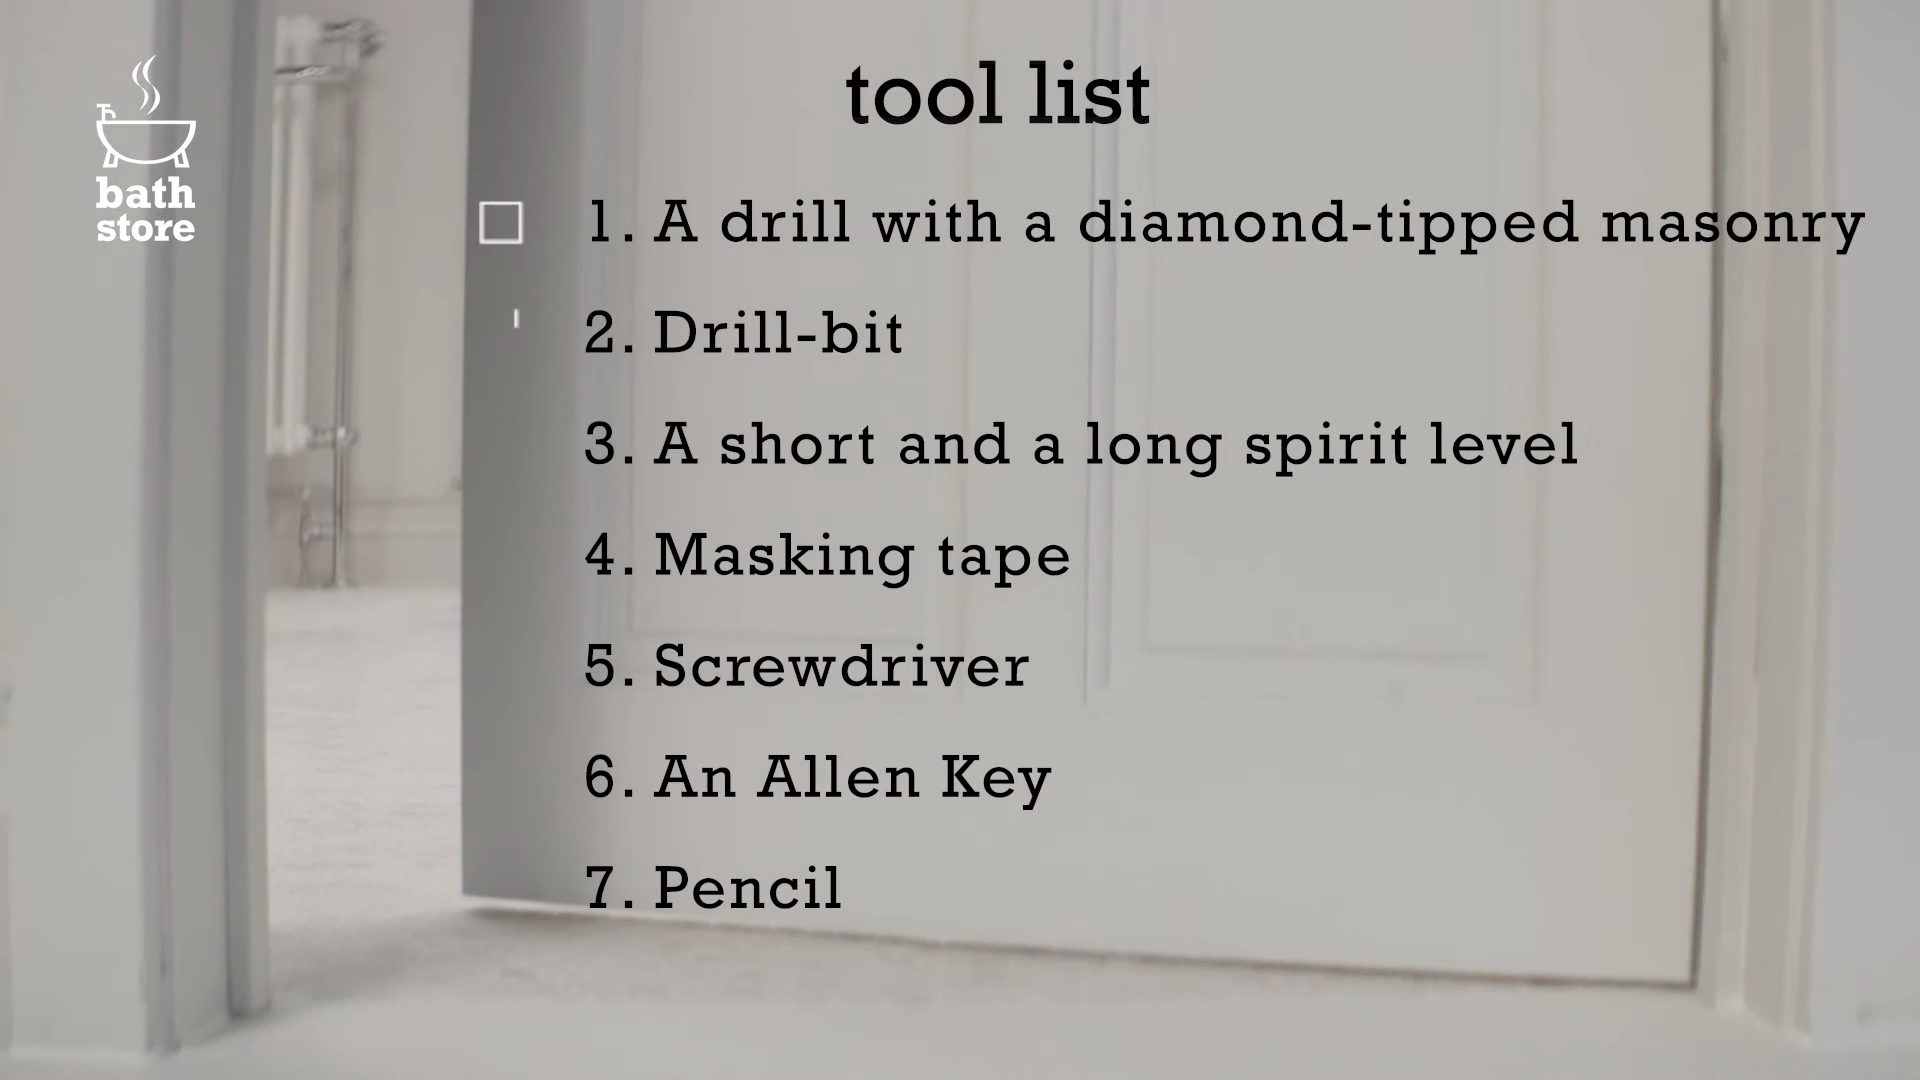 bath
store
tool list
1. A drill with a diamond-tipped masonry
2. Drill-bit
3. A short and a long spirit level
4. Masking tape
5. Screwdriver
6. An Allen Key
7. Pencil